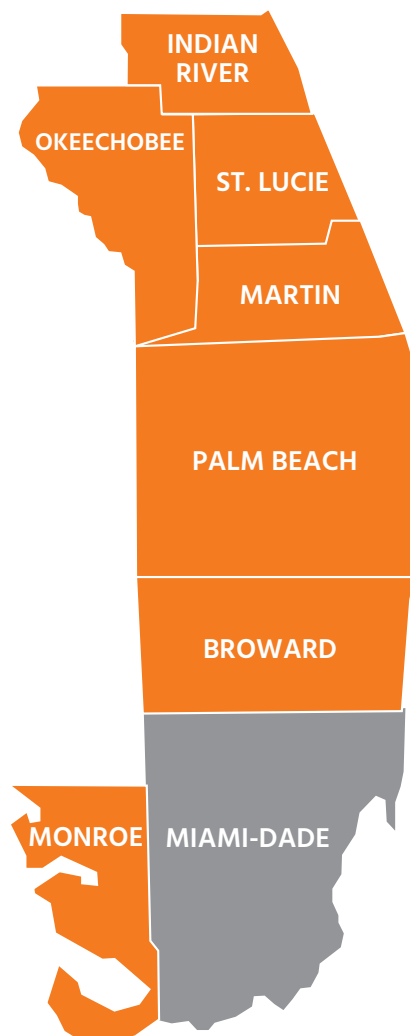 INDIAN
RIVER
OKEECHOBEE
ST. LUCIE
MARTIN
PALM BEACH
BROWARD
MONROE
MIAMI-DADE